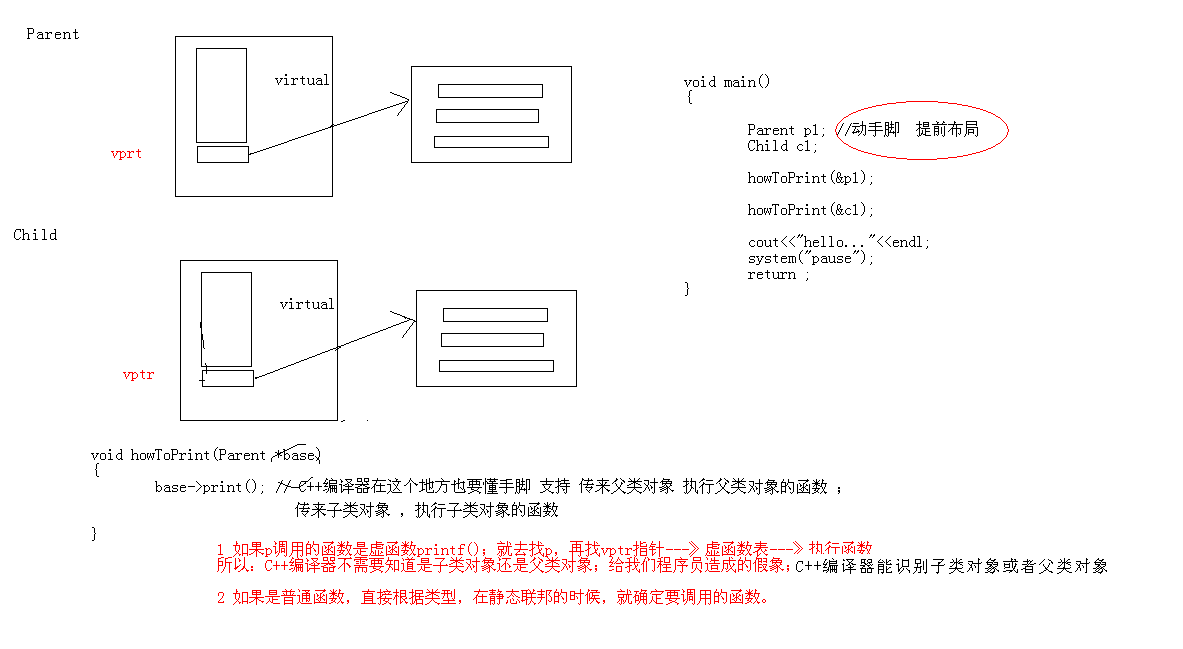 Parent
virtual
vprt
void main()
{
Parent p1; //动手脚 提前布局
Child c1;
howToPrint(&p1);
howToPrint(&c1);
cout<<"hello..."<<endl;
system("pause");
return ;
}
Child
virtual
vptr
void howToPrint(Parent *base)
{
base->print(); // C++编译器在这个地方也要懂手脚 支持 传来父类对象 执行父类对象的函数 ;
传来子类对象 , 执行子类对象的函数
}
1 如果p调用的函数是虚函数printf(); 就去找p, 再找vptr指针---> 虚函数表---> 执行函数
所以: C++编译器不需要知道是子类对象还是父类对象; 给我们程序员造成的假象; C++编译器能识别子类对象或者父类对象
2 如果是普通函数, 直接根据类型, 在静态联邦的时候, 就确定要调用的函数。